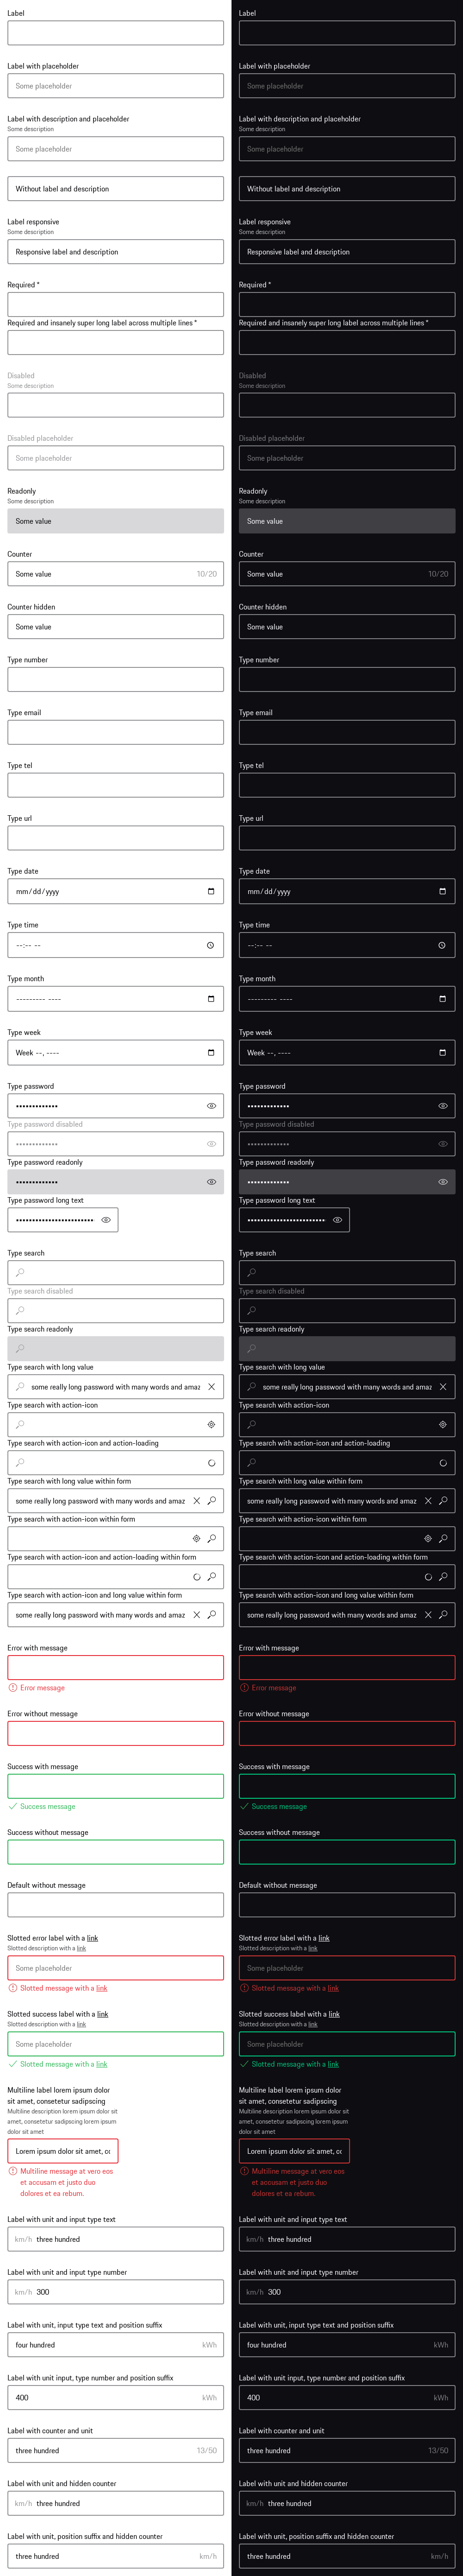 Label
Label with placeholder
Some placeholder
Label with description and placeholder
Some description
Some placeholder
Without label and description
Label responsive
Some description
Responsive label and description
Required *
Required and insanely super long label across multiple lines *
Disabled
Some description
Disabled placeholder
Some placeholder
Readonly
Some description
Some value
Counter
Some value 10/20
Counter hidden
Some value
Type number
Type email
Type tel
Type url
Type date
mm/dd/yyyy
Type time
--:-- --
Type month
--------- ----
Type week
Week --, ----
Type password
•••••••••••••
Type password disabled
•••••••••••••
Type password readonly
•••••••••••••
Type password long text
••••••••••••••••••••••••
Type search
Type search disabled
Type search readonly
Type search with long value
some really long password with many words and amaz
Type search with action-icon
Type search with action-icon and action-loading
Type search with long value within form
some really long password with many words and amaz
Type search with action-icon within form
Type search with action-icon and action-loading within form
Type search with action-icon and long value within form
some really long password with many words and amaz
Error with message
Error message
Error without message
Success with message
Success message
Success without message
Default without message
Slotted error label with a link
Slotted description with a link
Some placeholder
Slotted message with a link
Slotted success label with a link
Slotted description with a link
Some placeholder
Slotted message with a link
Multiline label lorem ipsum dolor
sit amet, consetetur sadipscing
Multiline description lorem ipsum dolor sit
amet, consetetur sadipscing lorem ipsum
dolor sit amet
Lorem ipsum dolor sit amet, co
Multiline message at vero eos
et accusam et justo duo
dolores et ea rebum.
Label with unit and input type text
km/h three hundred
Label with unit and input type number
km/h 300
Label with unit, input type text and position suffix
four hundred kWh
Label with unit input, type number and position suffix
400 kWh
Label with counter and unit
three hundred 13/50
Label with unit and hidden counter
km/h three hundred
Label with unit, position suffix and hidden counter
three hundred km/h
Label
Label with placeholder
Some placeholder
Label with description and placeholder
Some description
Some placeholder
Without label and description
Label responsive
Some description
Responsive label and description
Required *
Required and insanely super long label across multiple lines *
Disabled
Some description
Disabled placeholder
Some placeholder
Readonly
Some description
Some value
Counter
Some value 10/20
Counter hidden
Some value
Type number
Type email
Type tel
Type url
Type date
mm/dd/yyyy
Type time
--:-- --
Type month
--------- ----
Type week
Week --, ----
Type password
•••••••••••••
Type password disabled
•••••••••••••
Type password readonly
•••••••••••••
Type password long text
••••••••••••••••••••••••
Type search
Type search disabled
Type search readonly
Type search with long value
some really long password with many words and amaz
Type search with action-icon
Type search with action-icon and action-loading
Type search with long value within form
some really long password with many words and amaz
Type search with action-icon within form
Type search with action-icon and action-loading within form
Type search with action-icon and long value within form
some really long password with many words and amaz
Error with message
Error message
Error without message
Success with message
Success message
Success without message
Default without message
Slotted error label with a link
Slotted description with a link
Some placeholder
Slotted message with a link
Slotted success label with a link
Slotted description with a link
Some placeholder
Slotted message with a link
Multiline label lorem ipsum dolor
sit amet, consetetur sadipscing
Multiline description lorem ipsum dolor sit
amet, consetetur sadipscing lorem ipsum
dolor sit amet
Lorem ipsum dolor sit amet, co
Multiline message at vero eos
et accusam et justo duo
dolores et ea rebum.
Label with unit and input type text
km/h three hundred
Label with unit and input type number
km/h 300
Label with unit, input type text and position suffix
four hundred kWh
Label with unit input, type number and position suffix
400 kWh
Label with counter and unit
three hundred 13/50
Label with unit and hidden counter
km/h three hundred
Label with unit, position suffix and hidden counter
three hundred km/h